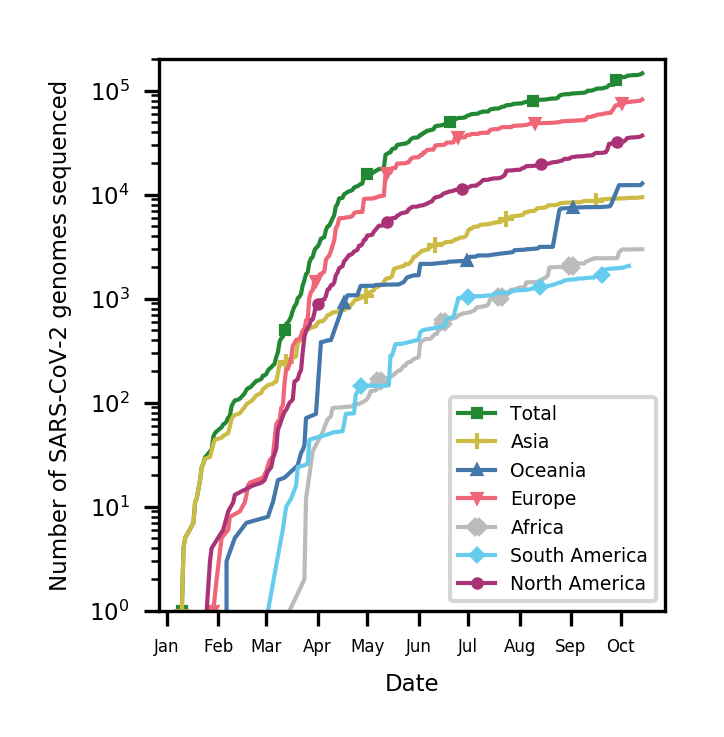 Number of SARS-CoV-2 genomes sequenced
10⁵
10⁴
10³
10²
10¹
10⁰
Total
Asia
Oceania
Europe
Africa
South America
North America
Jan Feb Mar Apr May Jun Jul Aug Sep Oct
Date